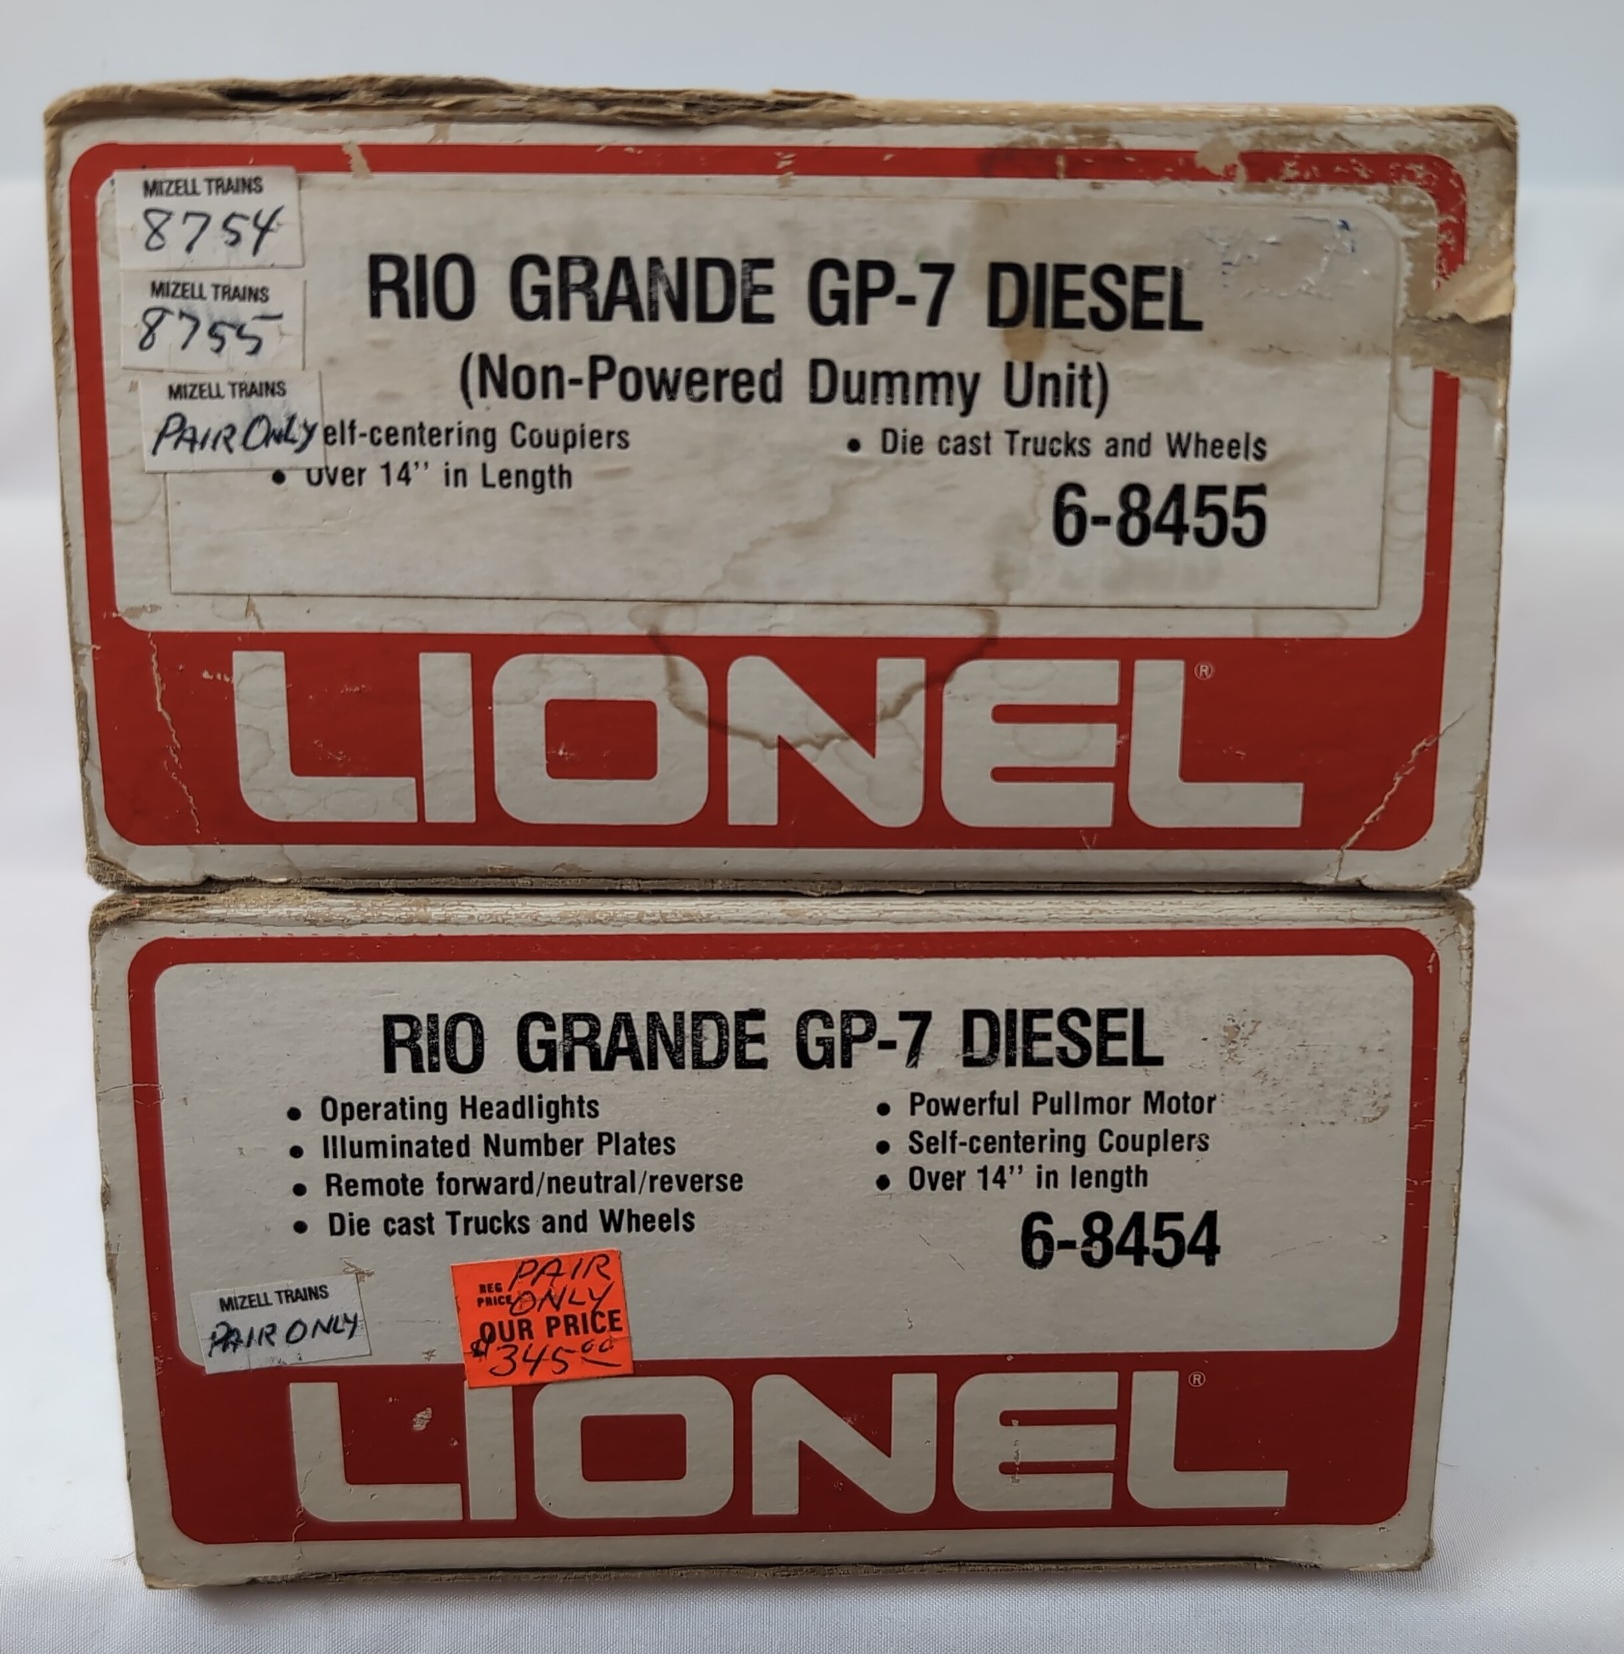 MIZELL TRAINS
8754
MIZELL TRAINS
8755
MIZELL TRAINS
PAIR ONLY
RIO GRANDE GP-7 DIESEL
(Non-Powered Dummy Unit)
elf-centering Couplers
• Over 14" in Length
• Die cast Trucks and Wheels
6-8455
LIONEL®
RIO GRANDE GP-7 DIESEL
• Operating Headlights
• Illuminated Number Plates
• Remote forward/neutral/reverse
• Die cast Trucks and Wheels
• Powerful Pullmor Motor
• Self-centering Couplers
• Over 14" in length
6-8454
MIZELL TRAINS
PAIR ONLY
REG PAIR
PRICE ONLY
OUR PRICE
$345.00
LIONEL®